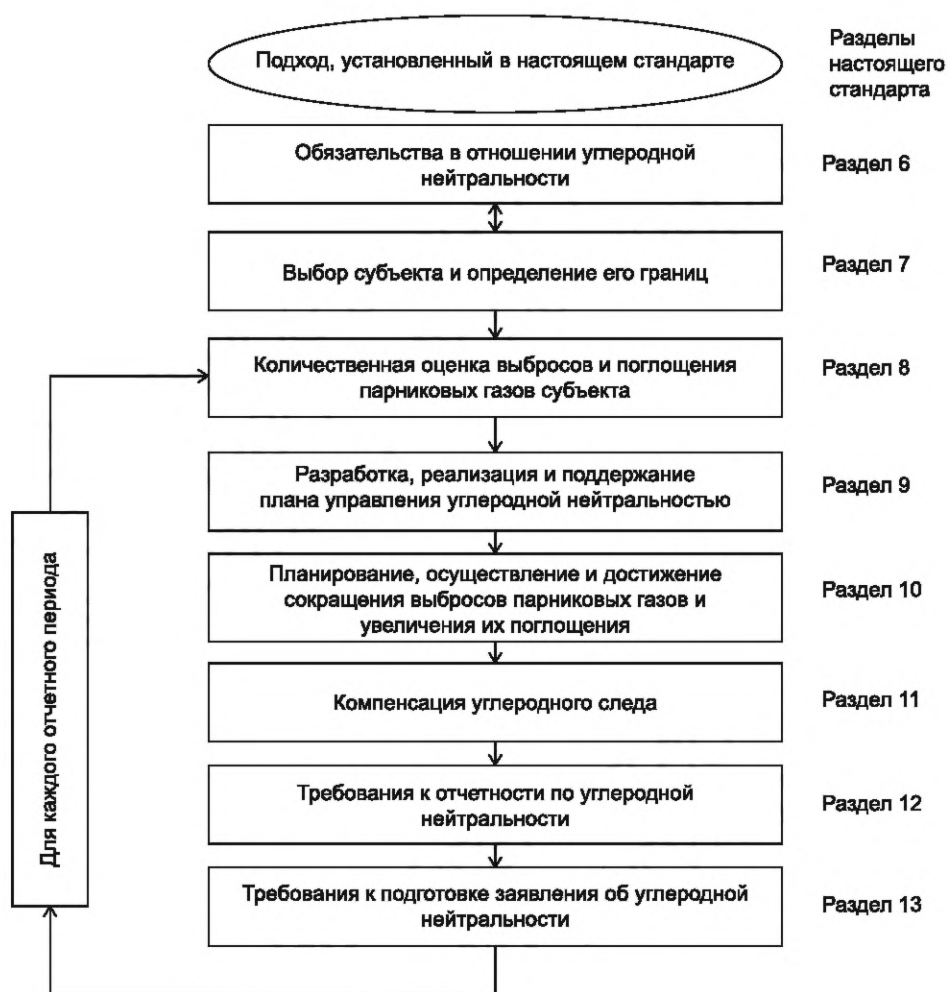 Подход, установленный в настоящем стандарте
Разделы
настоящего
стандарта
Обязательства в отношении углеродной
нейтральности
Раздел 6
Выбор субъекта и определение его границ
Раздел 7
Количественная оценка выбросов и поглощения
парниковых газов субъекта
Раздел 8
Разработка, реализация и поддержание
плана управления углеродной нейтральностью
Раздел 9
Планирование, осуществление и достижение
сокращения выбросов парниковых газов и
увеличения их поглощения
Раздел 10
Компенсация углеродного следа
Раздел 11
Требования к отчетности по углеродной
нейтральности
Раздел 12
Требования к подготовке заявления об углеродной
нейтральности
Раздел 13
Для каждого отчетного периода